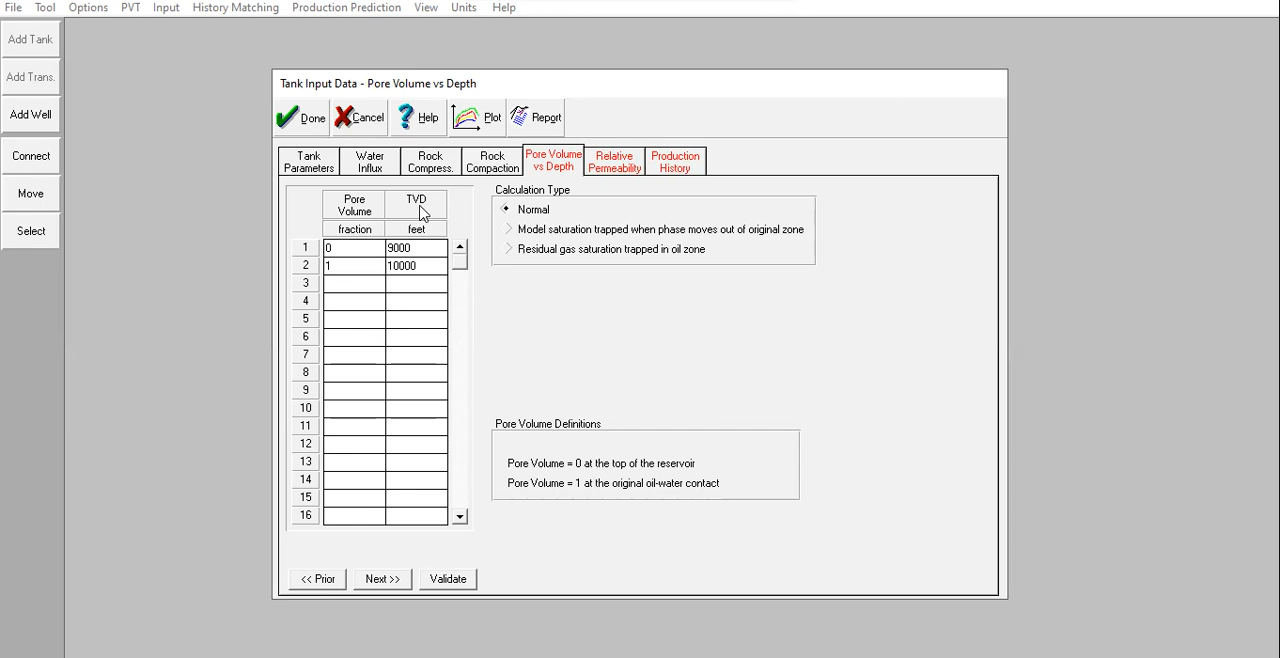 File Tool Options PVT Input History Matching Production Prediction View Units Help
Add Tank
Add Trans.
Add Well
Connect
Move
Select
Tank Input Data - Pore Volume vs Depth
Done Cancel Help Plot Report
Tank Parameters
Water Influx
Rock Compress.
Rock Compaction
Pore Volume vs Depth
Relative Permeability
Production History
Pore Volume TVD
fraction feet
1 0 9000
2 1 10000
3
4
5
6
7
8
9
10
11
12
13
14
15
16
Calculation Type
Normal
Model saturation trapped when phase moves out of original zone
Residual gas saturation trapped in oil zone
Pore Volume Definitions
Pore Volume = 0 at the top of the reservoir
Pore Volume = 1 at the original oil-water contact
<< Prior Next >> Validate